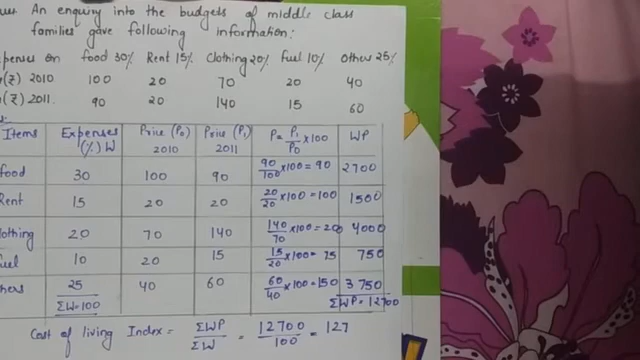 An enquiry into the budgets of middle class
families gave following information:
penses on food 30% Rent 15% Clothing 20% Fuel 10% Others 25%
(₹) 2010 100 20 70 20 40
(₹) 2011. 90 20 140 15 60
Items Expenses (%) W Price (P0) 2010 Price (P1) 2011 P = P1/P0 ×100 WP
food 30 100 90 90/100 ×100 = 90 2700
Rent 15 20 20 20/20 ×100 = 100 1500
lothing 20 70 140 140/70 ×100 = 200 4000
uel 10 20 15 15/20 ×100 = 75 750
hers 25 40 60 60/40 ×100 = 150 3750
ΣW=100 ΣWP = 12700
Cost of living Index = ΣWP/ΣW = 12700/100 = 127